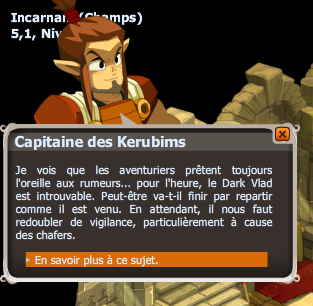 Incarnam (Champs)
5,1, Niv
Capitaine des Kerubims
Je vois que les aventuriers prêtent toujours
l'oreille aux rumeurs... pour l'heure, le Dark Vlad
est introuvable. Peut-être va-t-il finir par repartir
comme il est venu. En attendant, il nous faut
redoubler de vigilance, particulièrement à cause
des chafers.
En savoir plus à ce sujet.